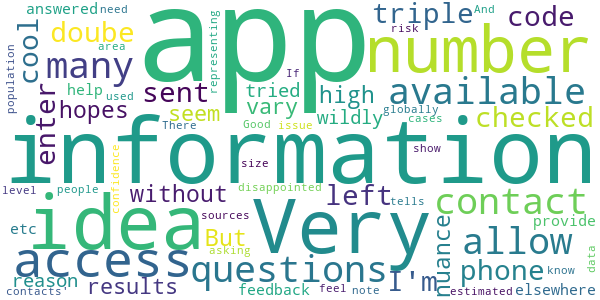 answered need
And
doube
many
cool
population
area
help used
representing
app
triple code
If risk
number
enter
hopes
sent
tried
vary
seem
high
wildly
available
globally
cases
checked
There
Good issue
information
show
size
level people
confidence
without
disappointed
left
tells
contact
idea
But
sources
Very
nuance
provide
access
etc
asking
questions
allow
reason
results
feedback
I'm
phone
know
data
contacts'
feel note
estimated elsewhere